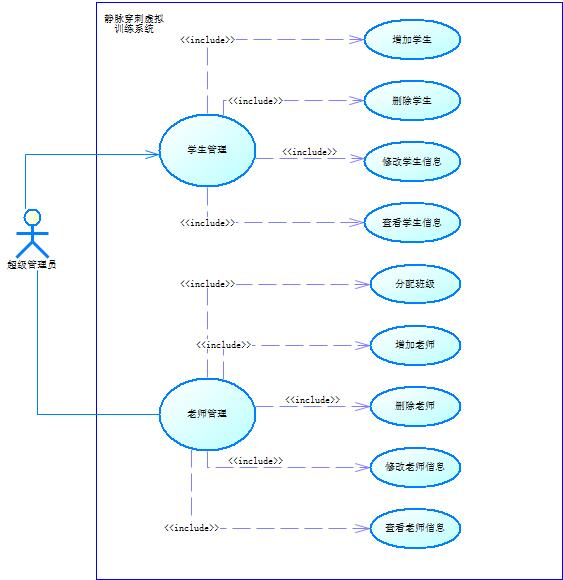 静脉穿刺虚拟
训练系统
<<include>>
增加学生
<<include>>
删除学生
学生管理
<<include>>
修改学生信息
<<include>>
查看学生信息
超级管理员
<<include>>
分配班级
<<include>>
增加老师
<<include>>
删除老师
老师管理
<<include>>
修改老师信息
<<include>>
查看老师信息